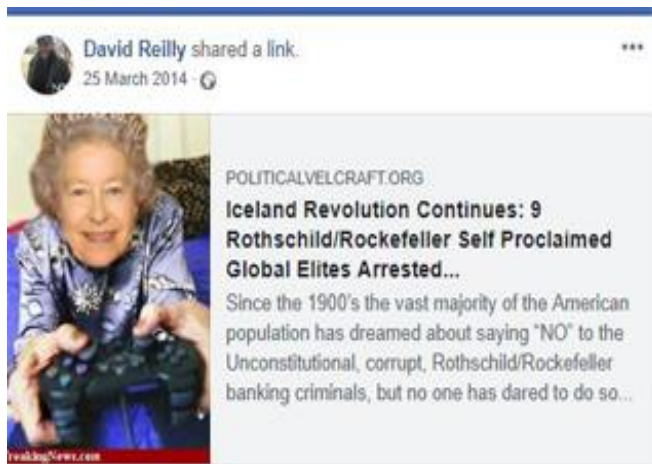 David Reilly shared a link.
25 March 2014
POLITICALVELCRAFT.ORG
Iceland Revolution Continues: 9
Rothschild/Rockefeller Self Proclaimed
Global Elites Arrested...
Since the 1900's the vast majority of the American
population has dreamed about saying "NO" to the
Unconstitutional, corrupt, Rothschild/Rockefeller
banking criminals, but no one has dared to do so...
reakingNews.com